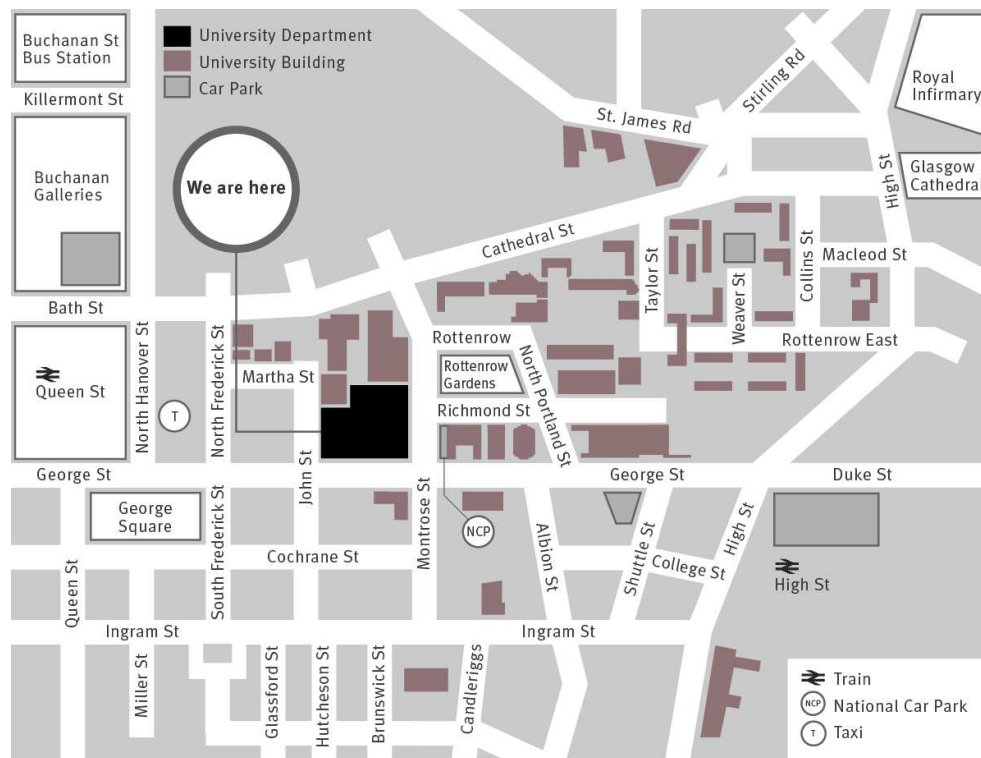 Buchanan St
Bus Station
Killermont St
University Department
University Building
Car Park
Stirling Rd
Royal
Infirmary
St. James Rd
We are here
Buchanan
Galleries
High St
Glasgow
Cathedral
Cathedral St
Taylor St
Weaver St
Collins St
Macleod St
Bath St
North Hanover St
North Frederick St
Rottenrow
Rottenrow East
Queen St
Martha St
Rottenrow
Gardens
North Portland St
T
Richmond St
John St
George St
Montrose St
George St
Duke St
George
Square
South Frederick St
NCP
Albion St
Shuttle St
High St
Cochrane St
College St
High St
Queen St
Ingram St
Ingram St
Miller St
Glassford St
Hutcheson St
Brunswick St
Candleriggs
Train
NCP National Car Park
T Taxi